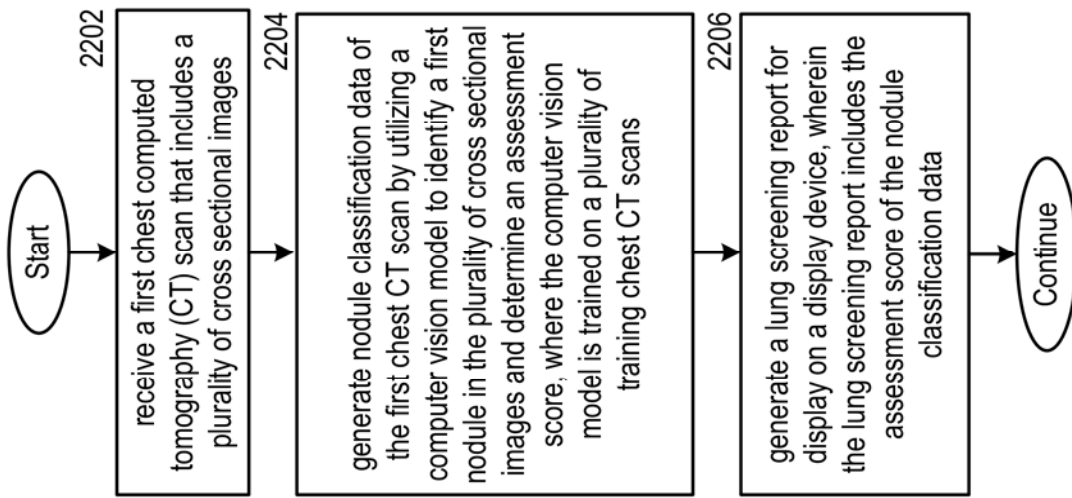 Start
2202
receive a first chest computed
tomography (CT) scan that includes a
plurality of cross sectional images
2204
generate nodule classification data of
the first chest CT scan by utilizing a
computer vision model to identify a first
nodule in the plurality of cross sectional
images and determine an assessment
score, where the computer vision
model is trained on a plurality of
training chest CT scans
2206
generate a lung screening report for
display on a display device, wherein
the lung screening report includes the
assessment score of the nodule
classification data
Continue